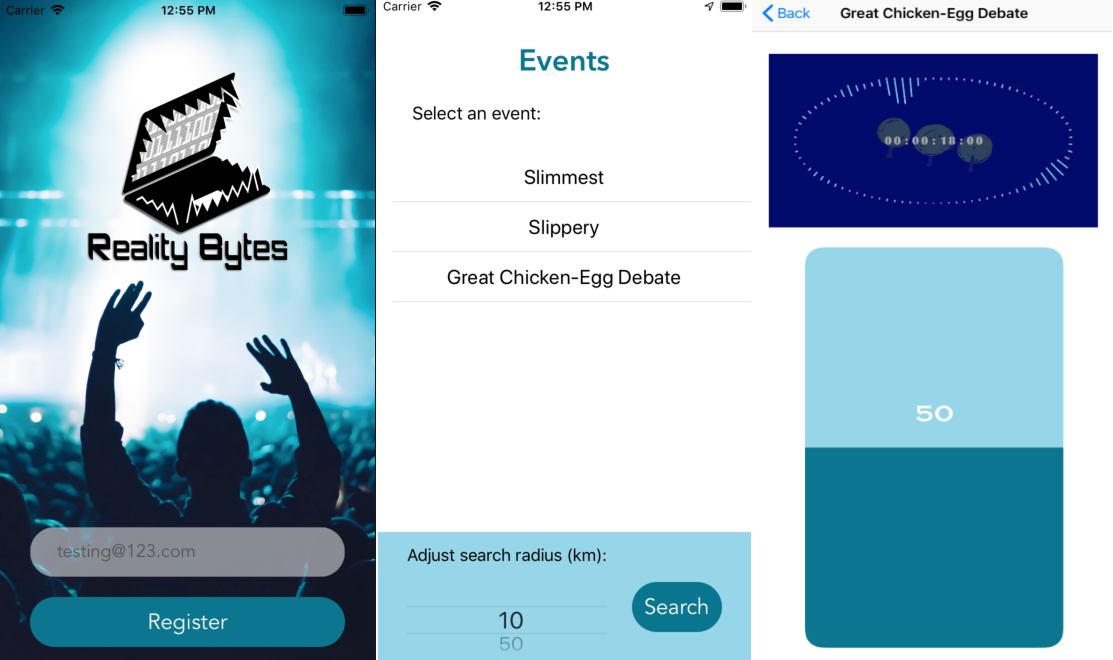 Carrier 12:55 PM
Reality Bytes
testing@123.com
Register
Carrier 12:55 PM
Events
Select an event:
Slimmest
Slippery
Great Chicken-Egg Debate
Adjust search radius (km):
10
50
Search
Back Great Chicken-Egg Debate
00:00:18:00
50